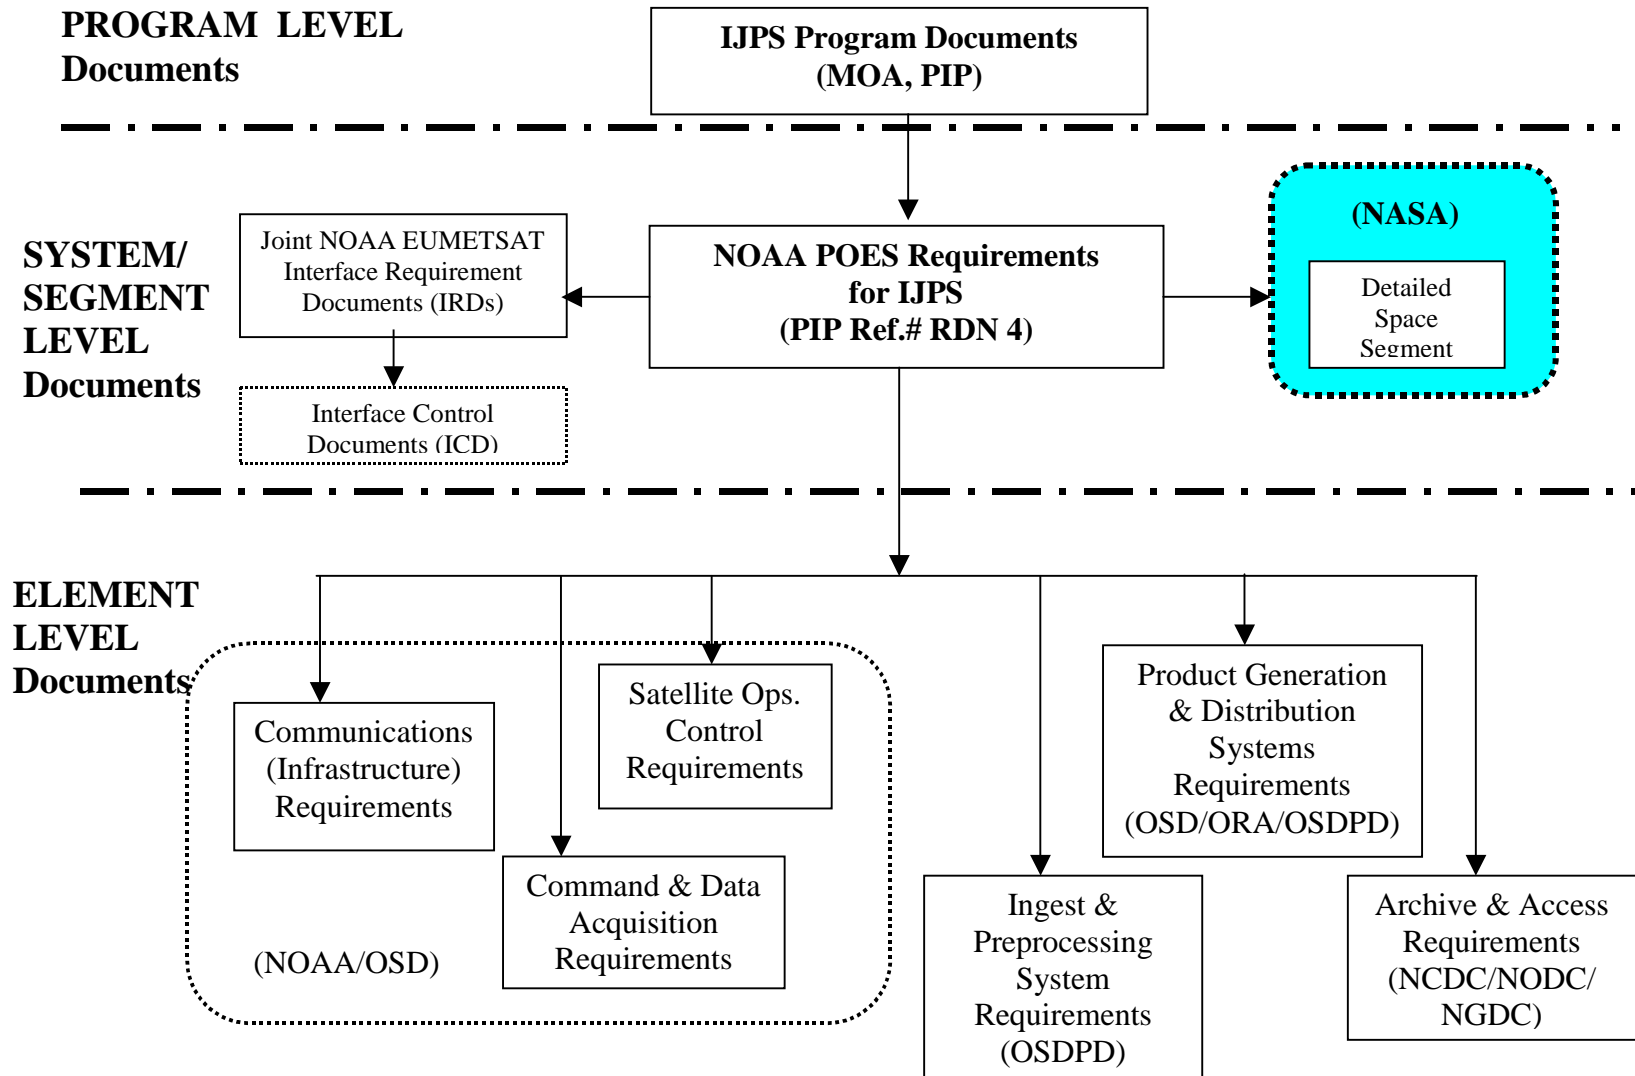 PROGRAM LEVEL
Documents
IJPS Program Documents
(MOA, PIP)
SYSTEM/
SEGMENT
LEVEL
Documents
Joint NOAA EUMETSAT
Interface Requirement
Documents (IRDs)
Interface Control
Documents (ICD)
NOAA POES Requirements
for IJPS
(PIP Ref.# RDN 4)
(NASA)
Detailed
Space
Segment
ELEMENT
LEVEL
Documents
Communications
(Infrastructure)
Requirements
Satellite Ops.
Control
Requirements
Command & Data
Acquisition
Requirements
(NOAA/OSD)
Ingest &
Preprocessing
System
Requirements
(OSDPD)
Product Generation
& Distribution
Systems
Requirements
(OSD/ORA/OSDPD)
Archive & Access
Requirements
(NCDC/NODC/
NGDC)